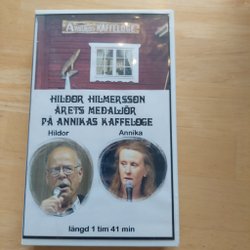 Annikas KAFFELOGE
HILDOR HILMERSSON
ÅRETS MEDALJÖR
PÅ ANNIKAS KAFFELOGE
Hildor Annika
längd 1 tim 41 min